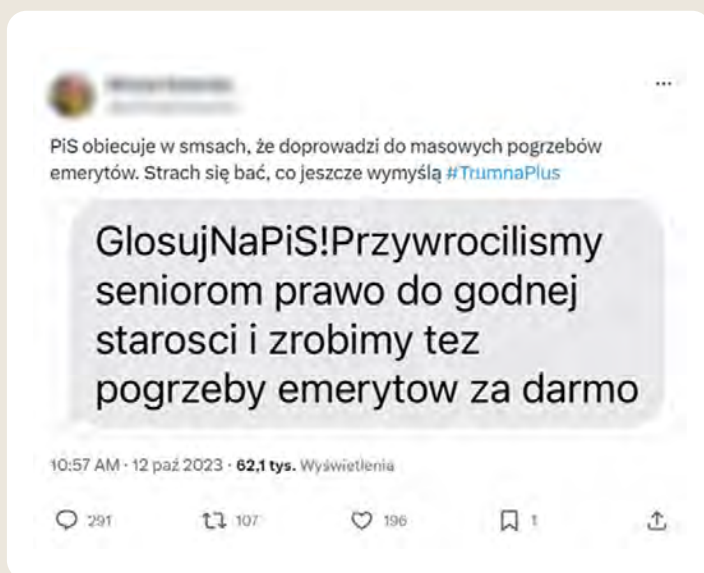 PiS obiecuje w smsach, że doprowadzi do masowych pogrzebów
emerytów. Strach się bać, co jeszcze wymyślą #TrumnaPlus
GlosujNaPiS!Przywrocilismy
seniorom prawo do godnej
starosci i zrobimy tez
pogrzeby emerytow za darmo
10:57 AM · 12 paź 2023 · 62,1 tys. Wyświetlenia
291 107 196 1